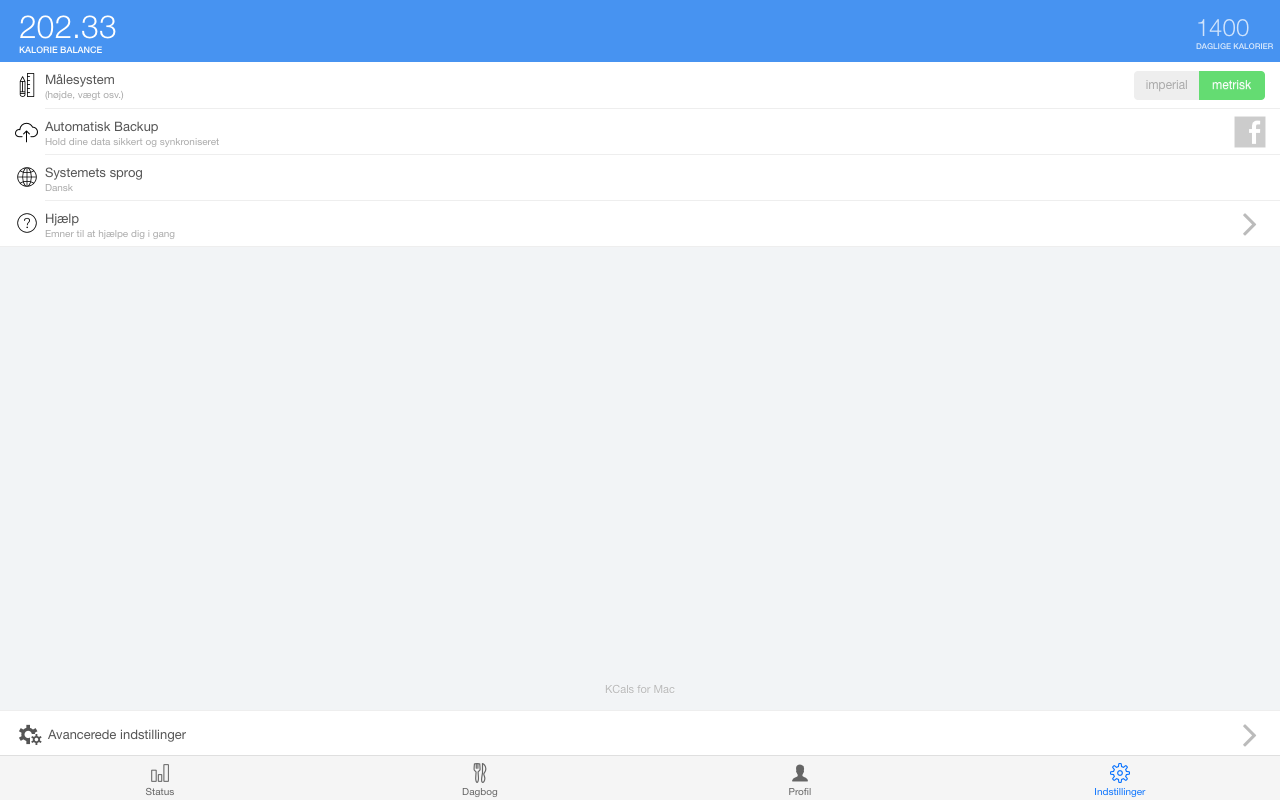 202.33
KALORIE BALANCE
1400
DAGLIGE KALORIER
Målesystem
(højde, vægt osv.)
imperial
metrisk
Automatisk Backup
Hold dine data sikkert og synkroniseret
Systemets sprog
Dansk
Hjælp
Emner til at hjælpe dig i gang
KCals for Mac
Avancerede indstillinger
Status
Dagbog
Profil
Indstillinger